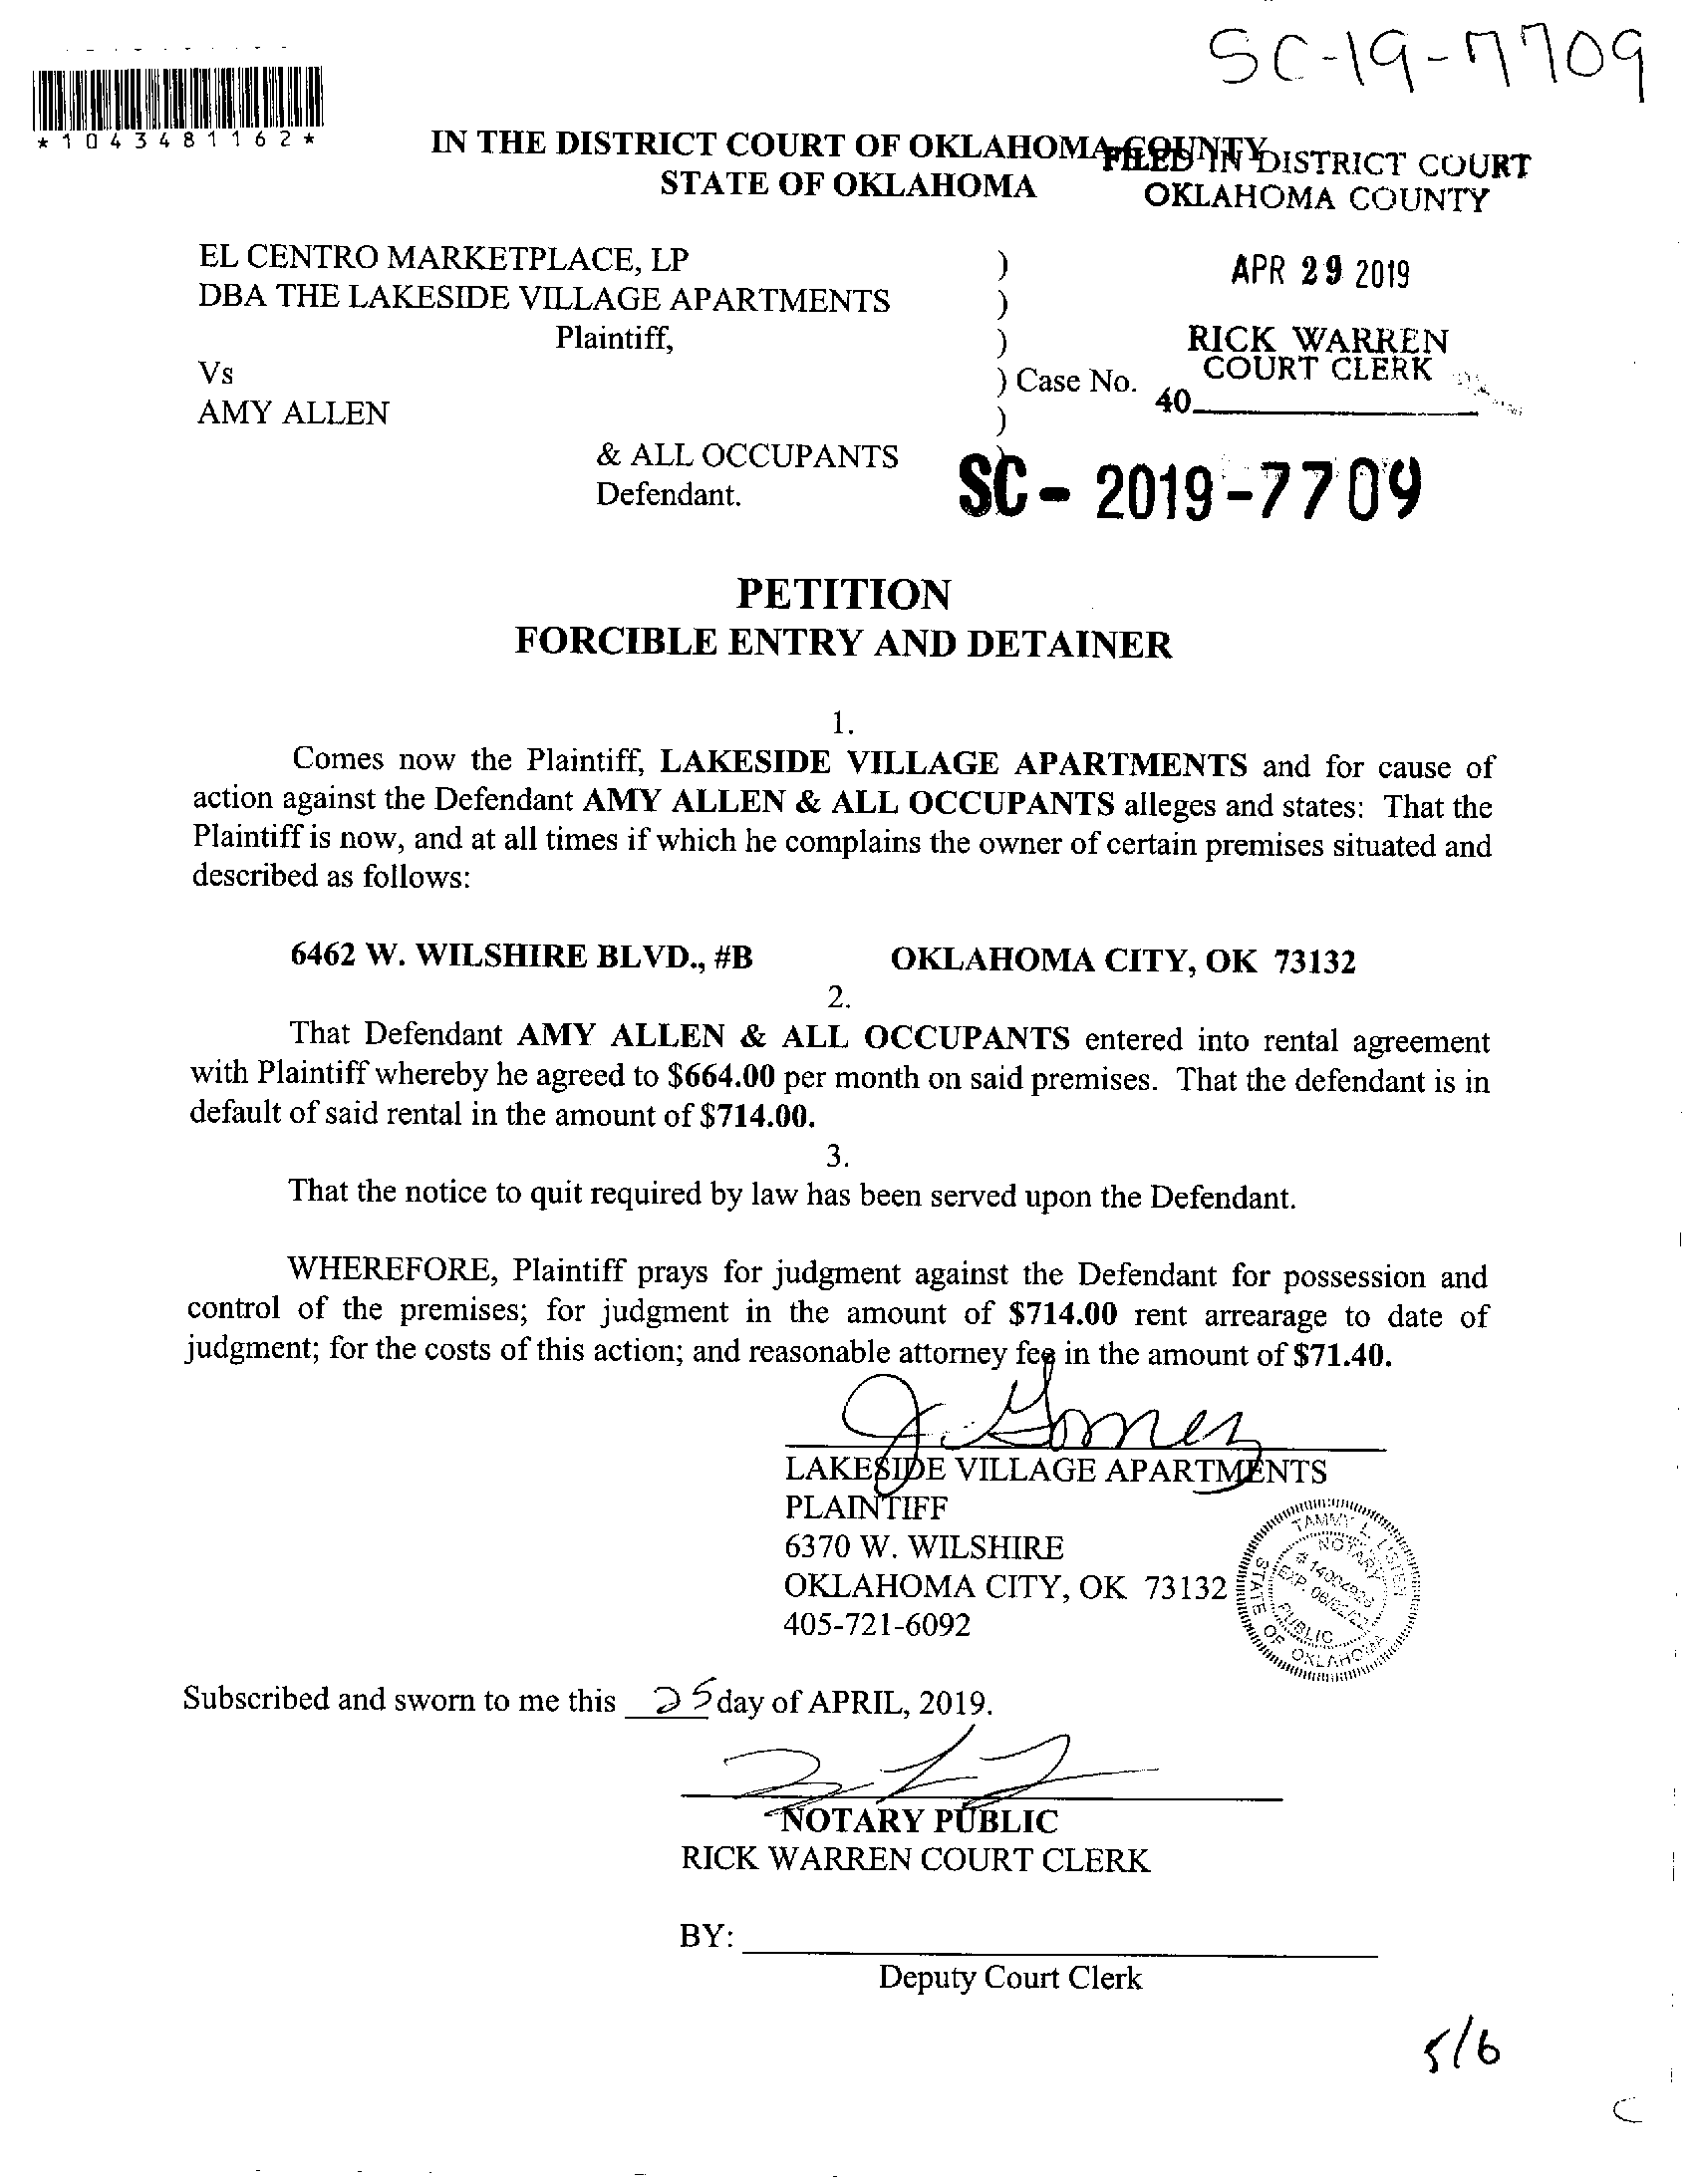 SC-19-7709
*1043481162*
IN THE DISTRICT COURT OF OKLAHOMA COUNTY
STATE OF OKLAHOMA
FILED IN DISTRICT COURT
OKLAHOMA COUNTY
APR 29 2019
RICK WARREN
COURT CLERK
40
EL CENTRO MARKETPLACE, LP )
DBA THE LAKESIDE VILLAGE APARTMENTS )
Plaintiff, )
Vs ) Case No.
AMY ALLEN )
& ALL OCCUPANTS )
Defendant.
SC - 2019 - 7709
PETITION
FORCIBLE ENTRY AND DETAINER
1.
Comes now the Plaintiff, LAKESIDE VILLAGE APARTMENTS and for cause of
action against the Defendant AMY ALLEN & ALL OCCUPANTS alleges and states: That the
Plaintiff is now, and at all times if which he complains the owner of certain premises situated and
described as follows:
6462 W. WILSHIRE BLVD., #B OKLAHOMA CITY, OK 73132
2.
That Defendant AMY ALLEN & ALL OCCUPANTS entered into rental agreement
with Plaintiff whereby he agreed to $664.00 per month on said premises. That the defendant is in
default of said rental in the amount of $714.00.
3.
That the notice to quit required by law has been served upon the Defendant.
WHEREFORE, Plaintiff prays for judgment against the Defendant for possession and
control of the premises; for judgment in the amount of $714.00 rent arrearage to date of
judgment; for the costs of this action; and reasonable attorney fee in the amount of $71.40.
J. Gomez
LAKESIDE VILLAGE APARTMENTS
PLAINTIFF
6370 W. WILSHIRE
OKLAHOMA CITY, OK 73132
405-721-6092
TAMMY L.
NOTARY
EXP.
PUBLIC
STATE OF OKLAHOMA
Subscribed and sworn to me this 25 day of APRIL, 2019.
NOTARY PUBLIC
RICK WARREN COURT CLERK
BY:
Deputy Court Clerk
5/6
C